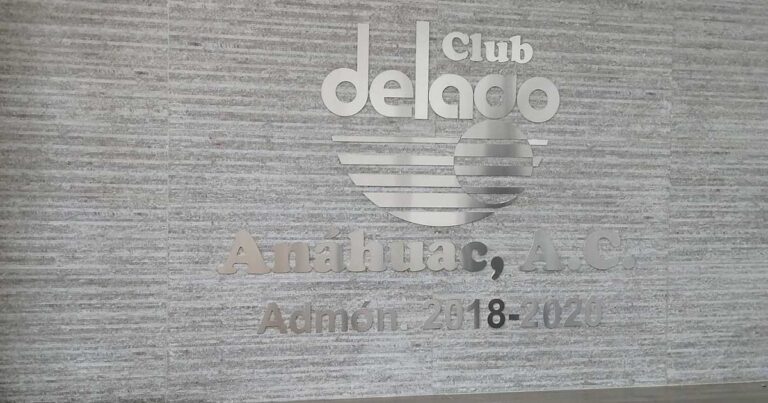 Club
delago
Anáhuac, A.C.
Admón 2018-2020